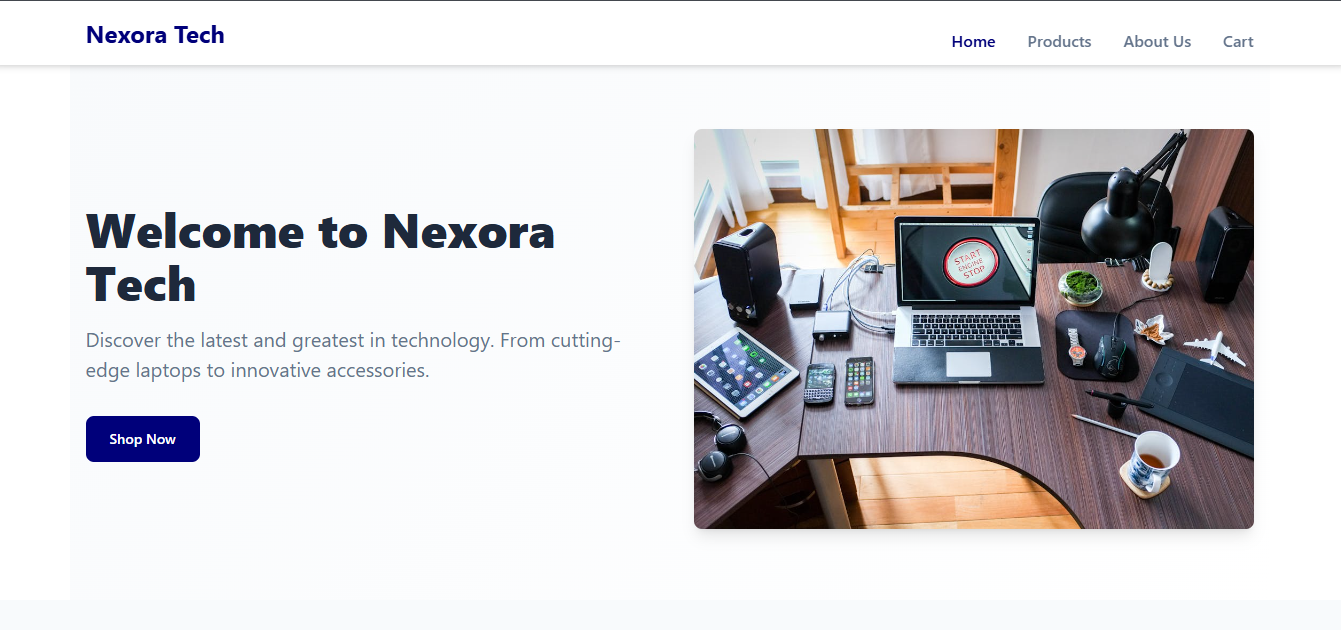 Nexora Tech
Home Products About Us Cart
Welcome to Nexora
Tech
Discover the latest and greatest in technology. From cutting-
edge laptops to innovative accessories.
Shop Now
START
ENGINE
STOP